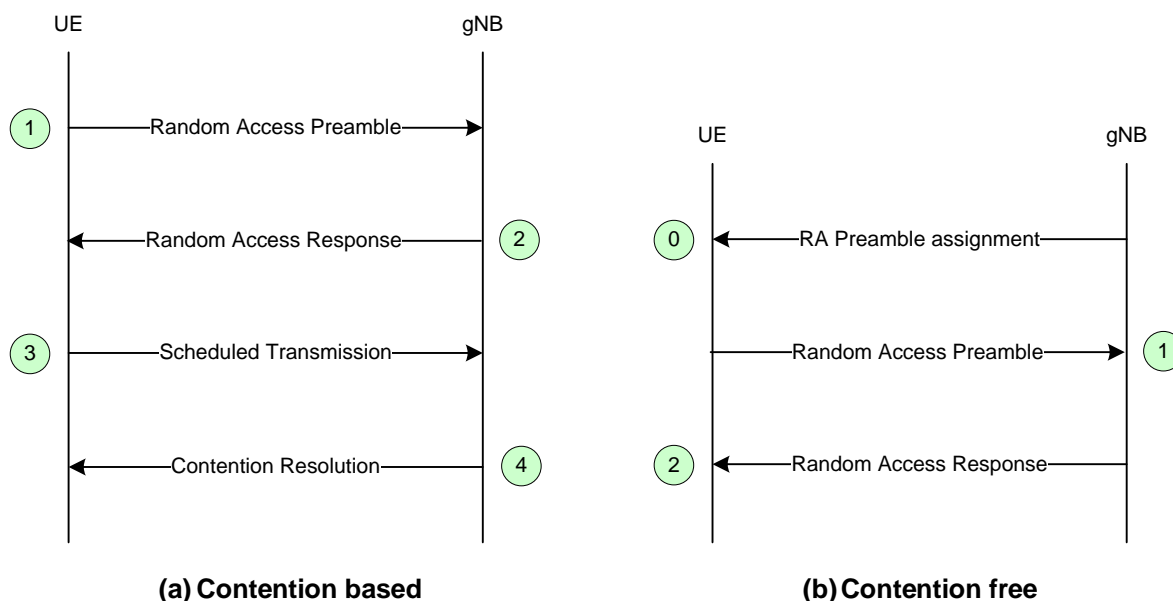 UE
gNB
1
Random Access Preamble
Random Access Response
2
3
Scheduled Transmission
Contention Resolution
4
(a) Contention based
UE
gNB
0
RA Preamble assignment
Random Access Preamble
1
2
Random Access Response
(b) Contention free